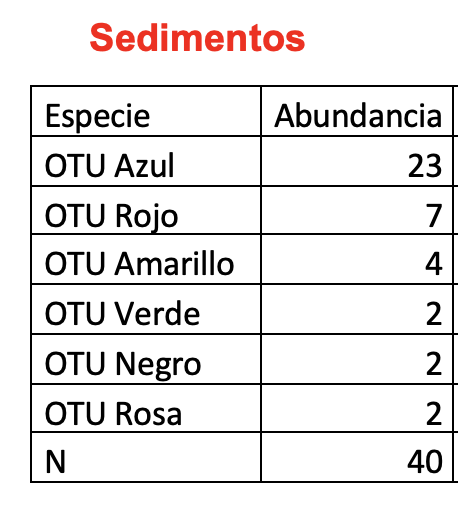 Sedimentos
Especie Abundancia
OTU Azul 23
OTU Rojo 7
OTU Amarillo 4
OTU Verde 2
OTU Negro 2
OTU Rosa 2
N 40